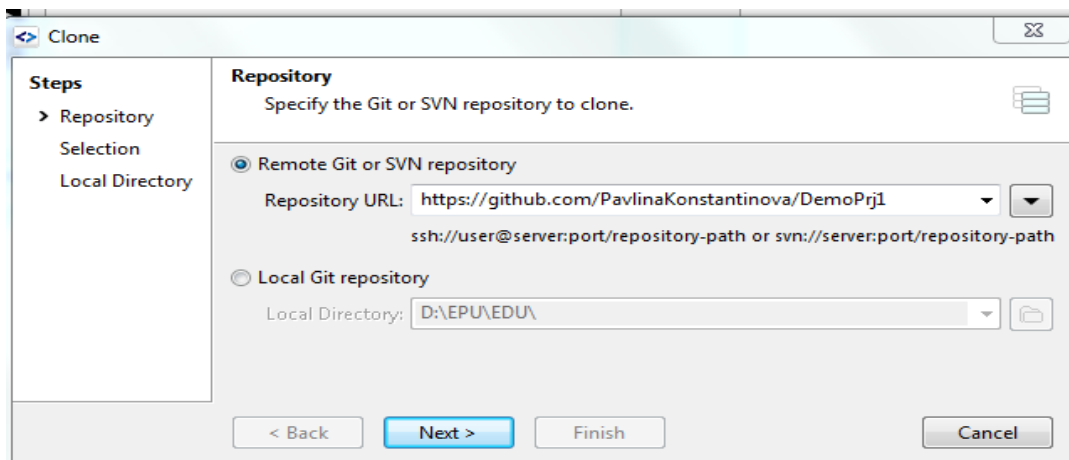 Clone
Steps
Repository
Selection
Local Directory
Repository
Specify the Git or SVN repository to clone.
Remote Git or SVN repository
Repository URL: https://github.com/PavlinaKonstantinova/DemoPrj1
ssh://user@server:port/repository-path or svn://server:port/repository-path
Local Git repository
Local Directory: D:\EPU\EDU\
< Back Next > Finish Cancel